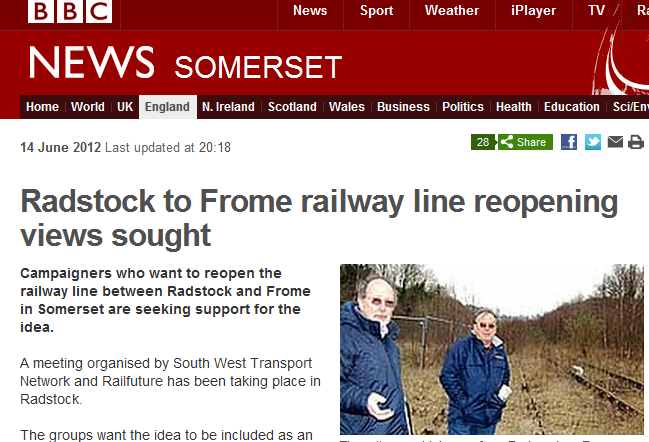 BBC News Sport Weather iPlayer TV
NEWS SOMERSET
Home World UK England N. Ireland Scotland Wales Business Politics Health Education Sci/En
14 June 2012 Last updated at 20:18
28 Share
Radstock to Frome railway line reopening
views sought
Campaigners who want to reopen the
railway line between Radstock and Frome
in Somerset are seeking support for the
idea.
A meeting organised by South West Transport
Network and Railfuture has been taking place in
Radstock.
The groups want the idea to be included as an